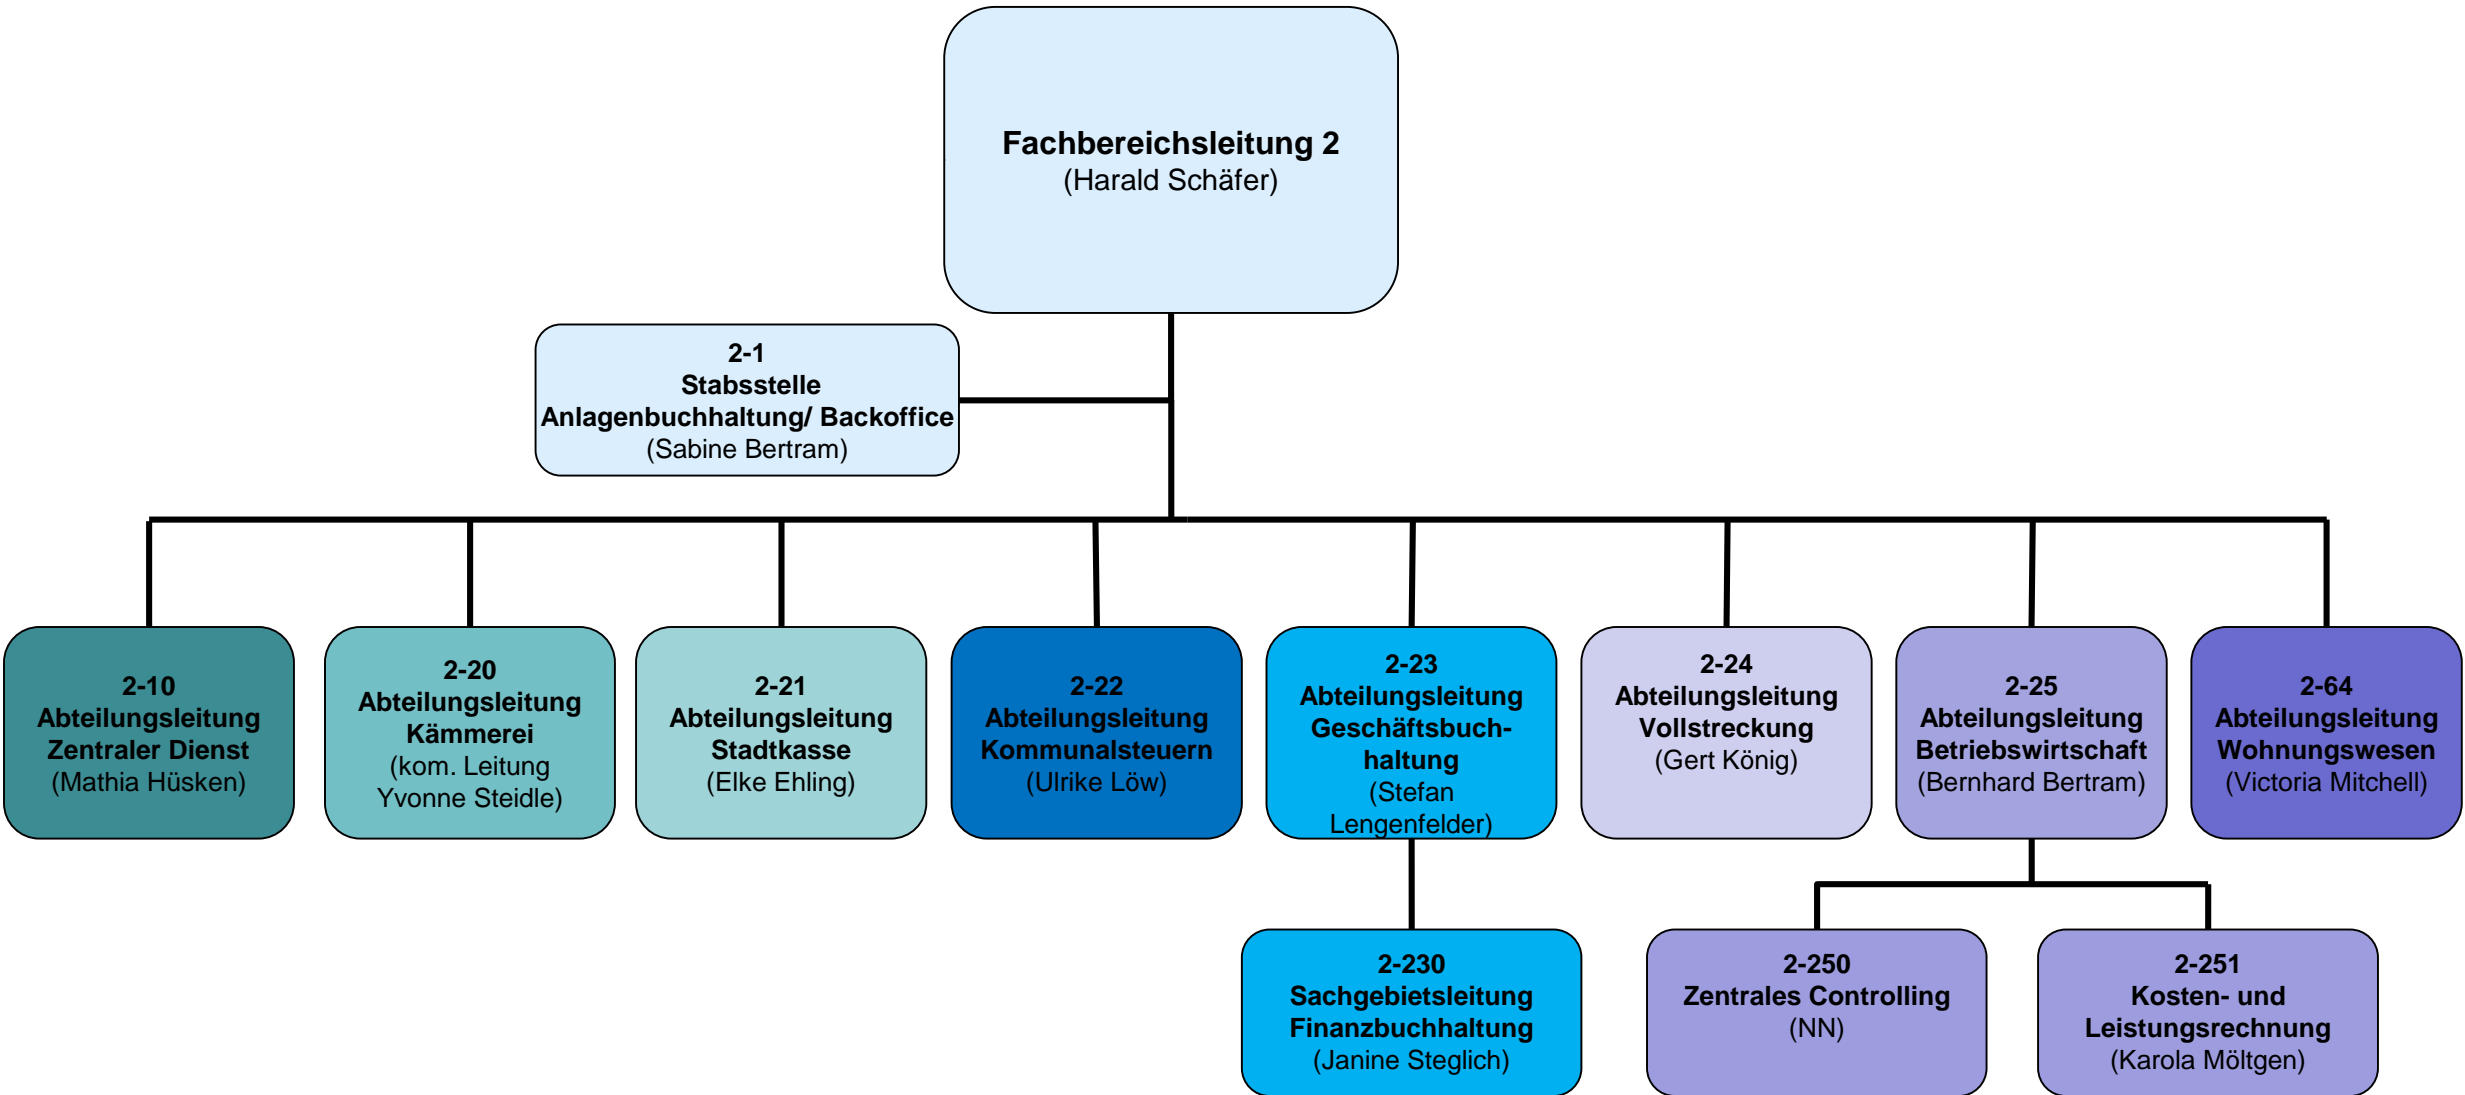 Fachbereichsleitung 2
(Harald Schäfer)
2-1
Stabsstelle
Anlagenbuchhaltung/ Backoffice
(Sabine Bertram)
2-10
Abteilungsleitung
Zentraler Dienst
(Mathia Hüsken)
2-20
Abteilungsleitung
Kämmerei
(kom. Leitung
Yvonne Steidle)
2-21
Abteilungsleitung
Stadtkasse
(Elke Ehling)
2-22
Abteilungsleitung
Kommunalsteuern
(Ulrike Löw)
2-23
Abteilungsleitung
Geschäftsbuch-
haltung
(Stefan
Lengenfelder)
2-24
Abteilungsleitung
Vollstreckung
(Gert König)
2-25
Abteilungsleitung
Betriebswirtschaft
(Bernhard Bertram)
2-64
Abteilungsleitung
Wohnungswesen
(Victoria Mitchell)
2-230
Sachgebietsleitung
Finanzbuchhaltung
(Janine Steglich)
2-250
Zentrales Controlling
(NN)
2-251
Kosten- und
Leistungsrechnung
(Karola Möltgen)